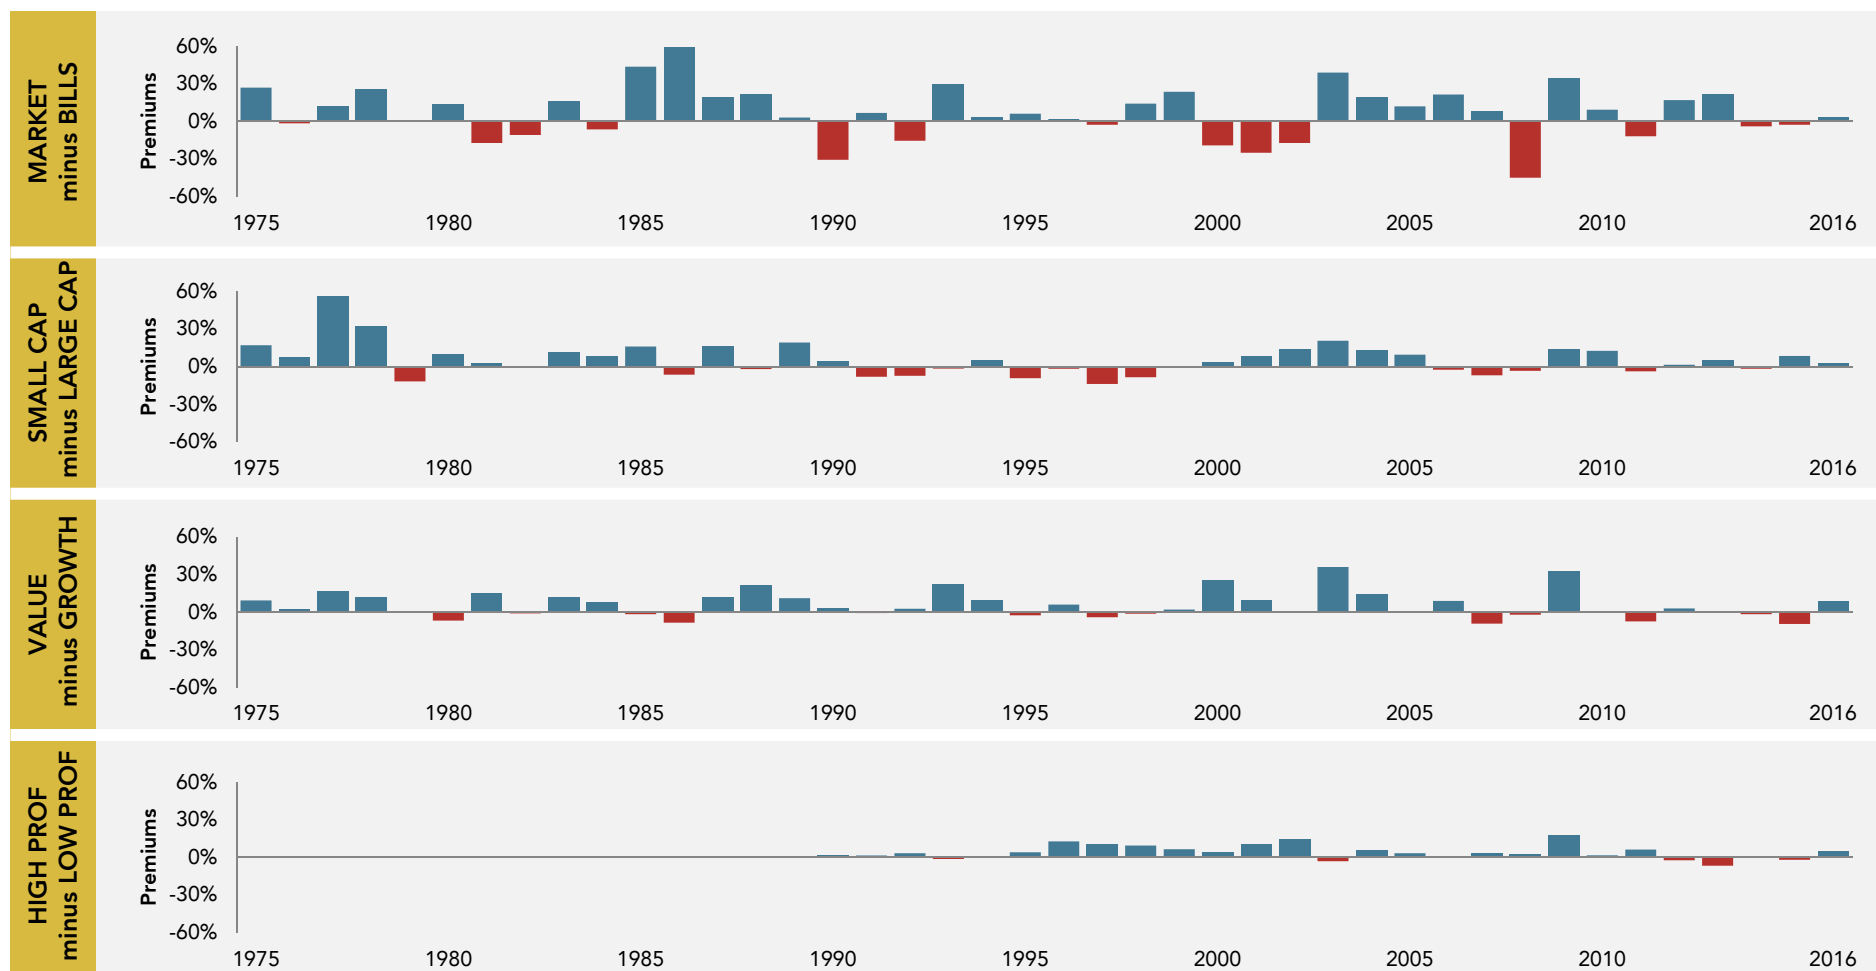 MARKET
minus BILLS
Premiums
60%
30%
0%
-30%
-60%
1975 1980 1985 1990 1995 2000 2005 2010 2016
SMALL CAP
minus LARGE CAP
Premiums
60%
30%
0%
-30%
-60%
1975 1980 1985 1990 1995 2000 2005 2010 2016
VALUE
minus GROWTH
Premiums
60%
30%
0%
-30%
-60%
1975 1980 1985 1990 1995 2000 2005 2010 2016
HIGH PROF
minus LOW PROF
Premiums
60%
30%
0%
-30%
-60%
1975 1980 1985 1990 1995 2000 2005 2010 2016